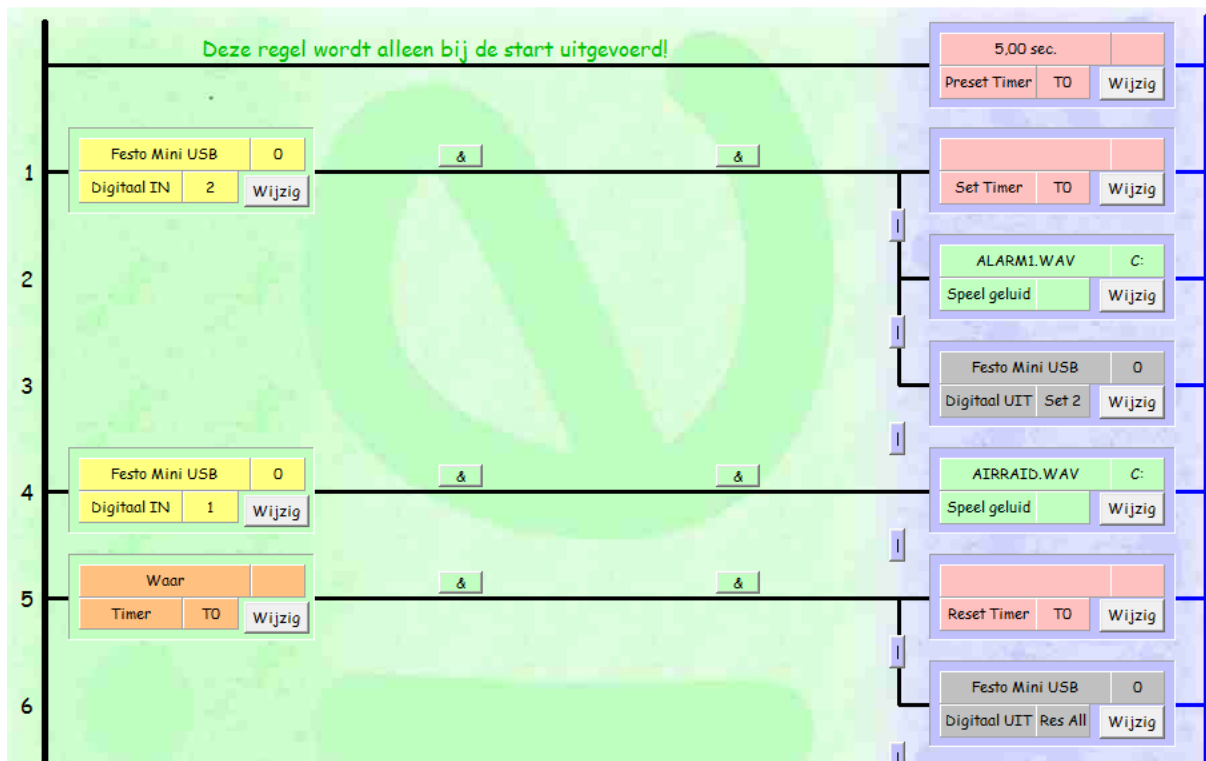 Deze regel wordt alleen bij de start uitgevoerd!
5,00 sec.
Preset Timer T0 Wijzig
Festo Mini USB 0 & &
1 Digitaal IN 2 Wijzig Set Timer T0 Wijzig
|
ALARM1.WAV C:
2 Speel geluid Wijzig
|
Festo Mini USB 0
3 Digitaal UIT Set 2 Wijzig
|
Festo Mini USB 0 & & AIRRAID.WAV C:
4 Digitaal IN 1 Wijzig Speel geluid Wijzig
|
Waar & &
5 Timer T0 Wijzig Reset Timer T0 Wijzig
|
Festo Mini USB 0
6 Digitaal UIT Res All Wijzig
|